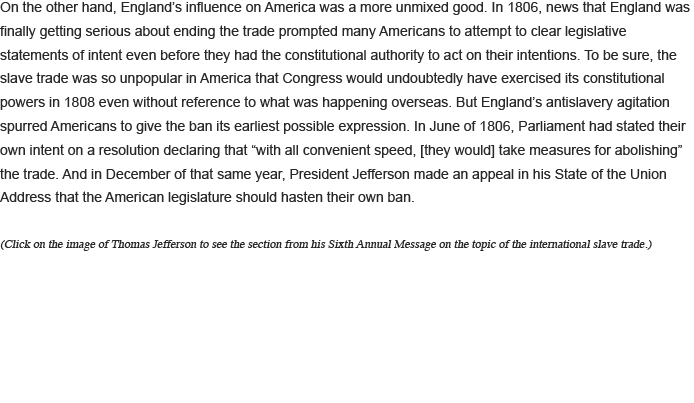 On the other hand, England’s influence on America was a more unmixed good. In 1806, news that England was
finally getting serious about ending the trade prompted many Americans to attempt to clear legislative
statements of intent even before they had the constitutional authority to act on their intentions. To be sure, the
slave trade was so unpopular in America that Congress would undoubtedly have exercised its constitutional
powers in 1808 even without reference to what was happening overseas. But England’s antislavery agitation
spurred Americans to give the ban its earliest possible expression. In June of 1806, Parliament had stated their
own intent on a resolution declaring that “with all convenient speed, [they would] take measures for abolishing”
the trade. And in December of that same year, President Jefferson made an appeal in his State of the Union
Address that the American legislature should hasten their own ban.
(Click on the image of Thomas Jefferson to see the section from his Sixth Annual Message on the topic of the international slave trade.)